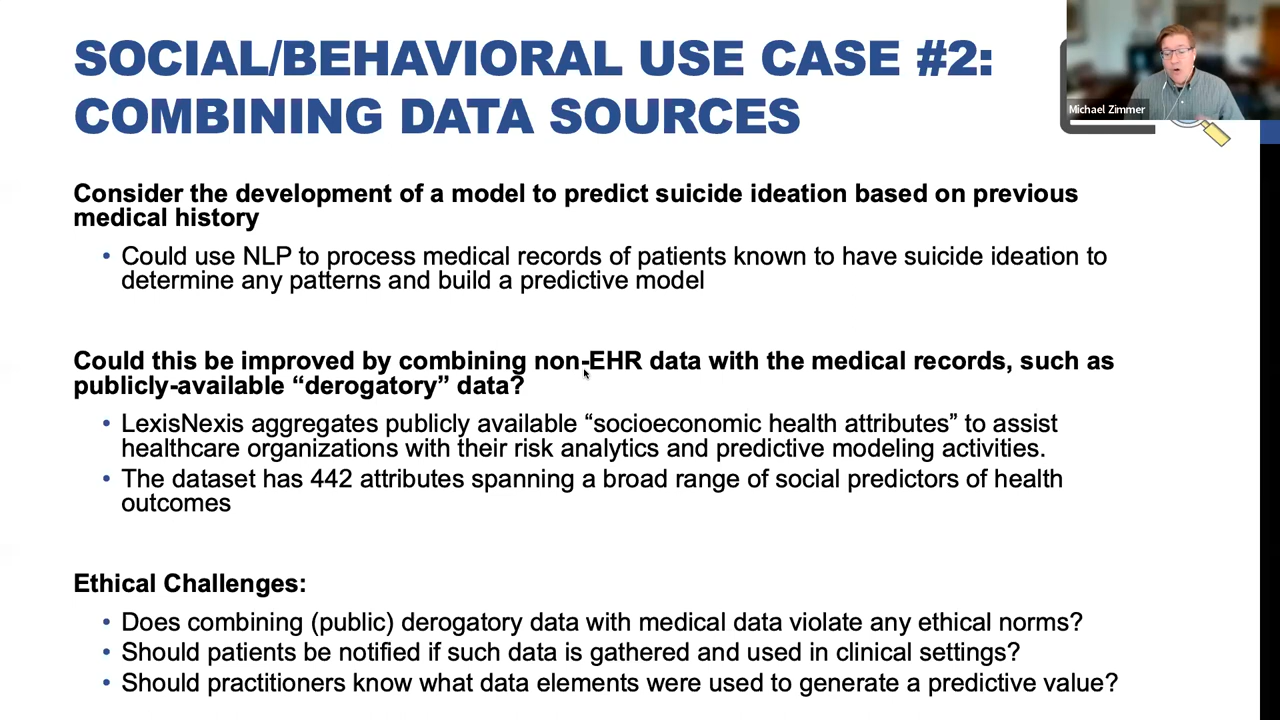 SOCIAL/BEHAVIORAL USE CASE #2:
COMBINING DATA SOURCES
Michael Zimmer
Consider the development of a model to predict suicide ideation based on previous
medical history
• Could use NLP to process medical records of patients known to have suicide ideation to
determine any patterns and build a predictive model
Could this be improved by combining non-EHR data with the medical records, such as
publicly-available “derogatory” data?
• LexisNexis aggregates publicly available “socioeconomic health attributes” to assist
healthcare organizations with their risk analytics and predictive modeling activities.
• The dataset has 442 attributes spanning a broad range of social predictors of health
outcomes
Ethical Challenges:
• Does combining (public) derogatory data with medical data violate any ethical norms?
• Should patients be notified if such data is gathered and used in clinical settings?
• Should practitioners know what data elements were used to generate a predictive value?